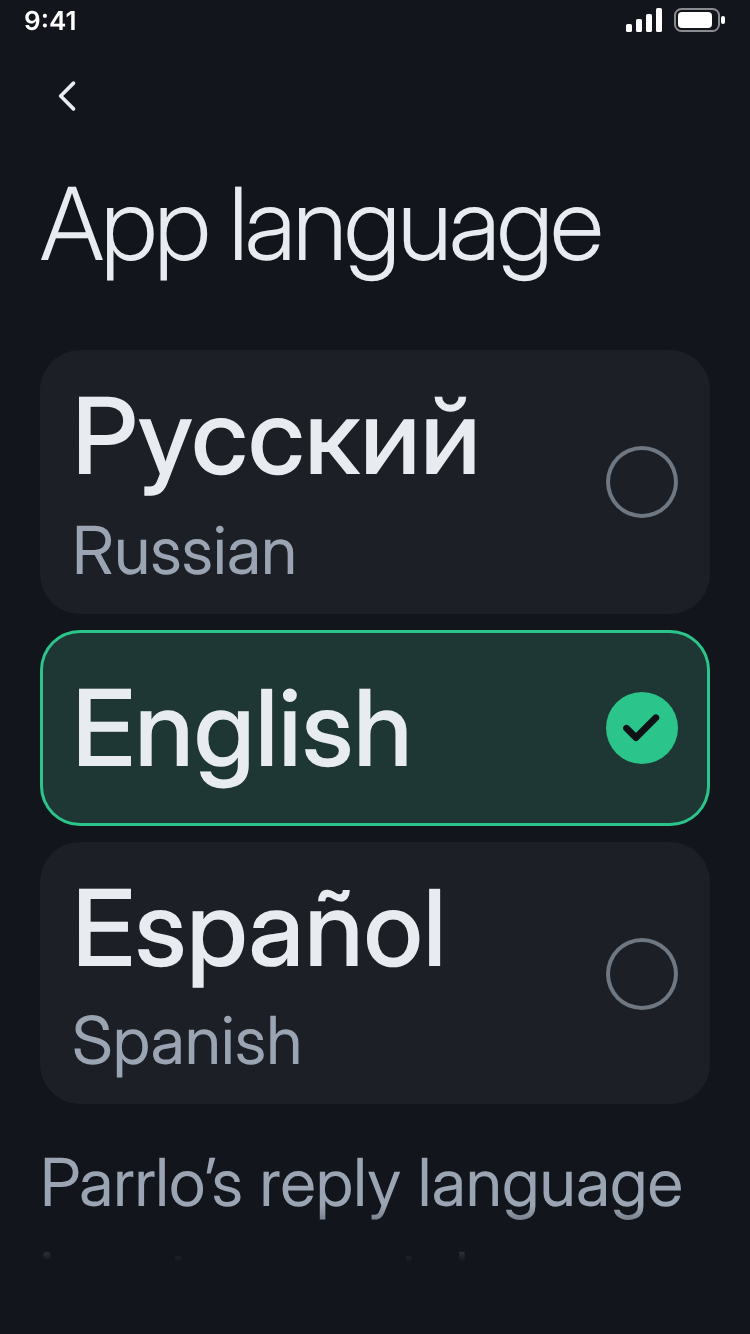 9:41
App language
Русский
Russian
English
Español
Spanish
Parrlo’s reply language